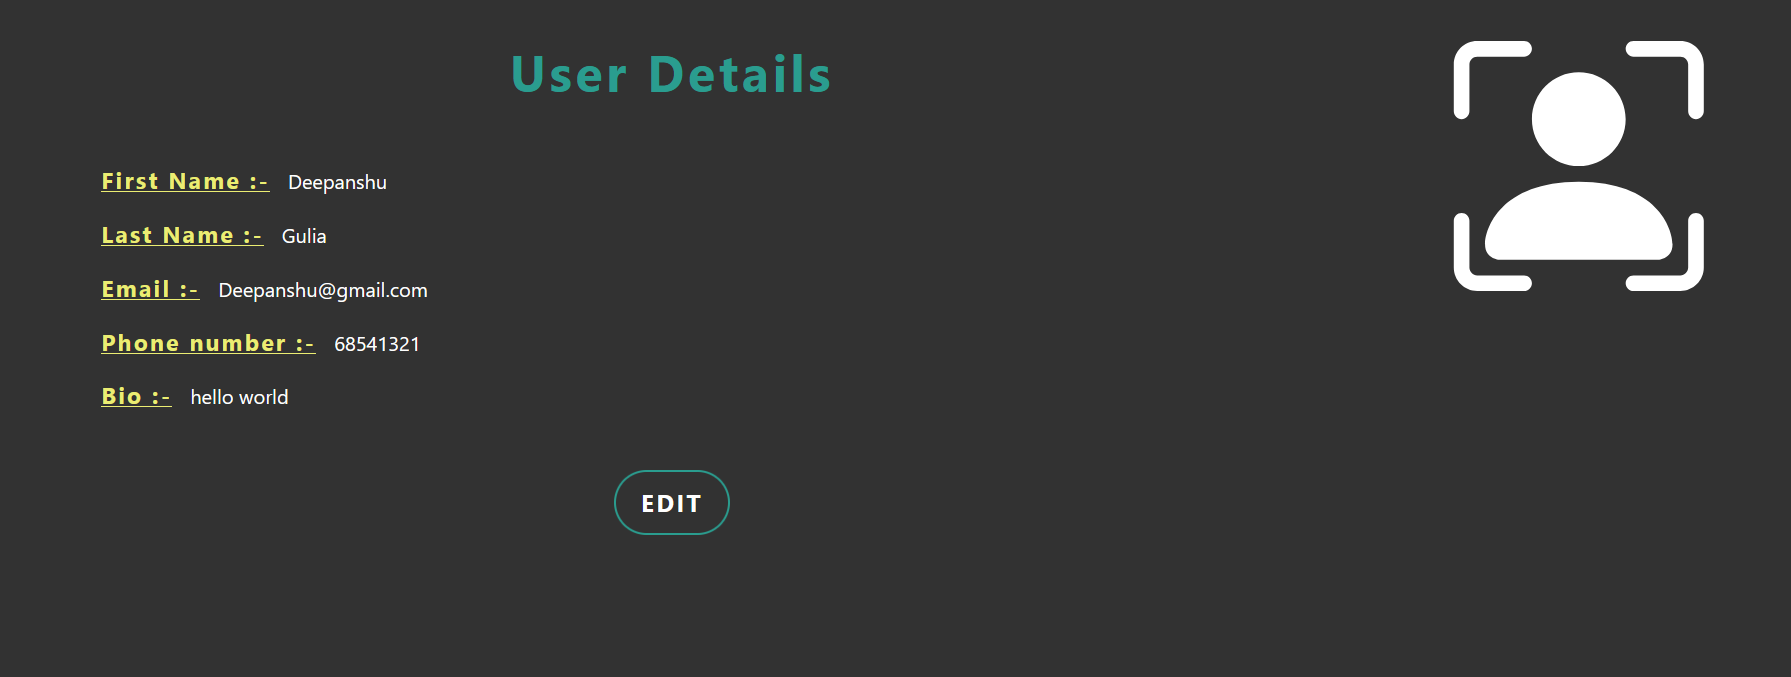 User Details
First Name :- Deepanshu
Last Name :- Gulia
Email :- Deepanshu@gmail.com
Phone number :- 68541321
Bio :- hello world
EDIT